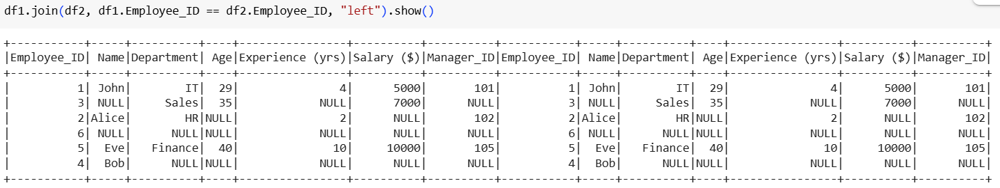 df1.join(df2, df1.Employee_ID == df2.Employee_ID, "left").show()
+-----------+-----+----------+----+----------------+----------+----------+-----------+-----+----------+----+----------------+----------+----------+
|Employee_ID| Name|Department| Age|Experience (yrs)|Salary ($)|Manager_ID|Employee_ID| Name|Department| Age|Experience (yrs)|Salary ($)|Manager_ID|
+-----------+-----+----------+----+----------------+----------+----------+-----------+-----+----------+----+----------------+----------+----------+
|          1| John|        IT|  29|               4|      5000|       101|          1| John|        IT|  29|               4|      5000|       101|
|          3| NULL|     Sales|  35|            NULL|      7000|      NULL|          3| NULL|     Sales|  35|            NULL|      7000|      NULL|
|          2|Alice|        HR|NULL|               2|      NULL|       102|          2|Alice|        HR|NULL|               2|      NULL|       102|
|          6| NULL|      NULL|NULL|            NULL|      NULL|      NULL|          6| NULL|      NULL|NULL|            NULL|      NULL|      NULL|
|          5|  Eve|   Finance|  40|              10|     10000|       105|          5|  Eve|   Finance|  40|              10|     10000|       105|
|          4|  Bob|      NULL|NULL|            NULL|      NULL|      NULL|          4|  Bob|      NULL|NULL|            NULL|      NULL|      NULL|
+-----------+-----+----------+----+----------------+----------+----------+-----------+-----+----------+----+----------------+----------+----------+